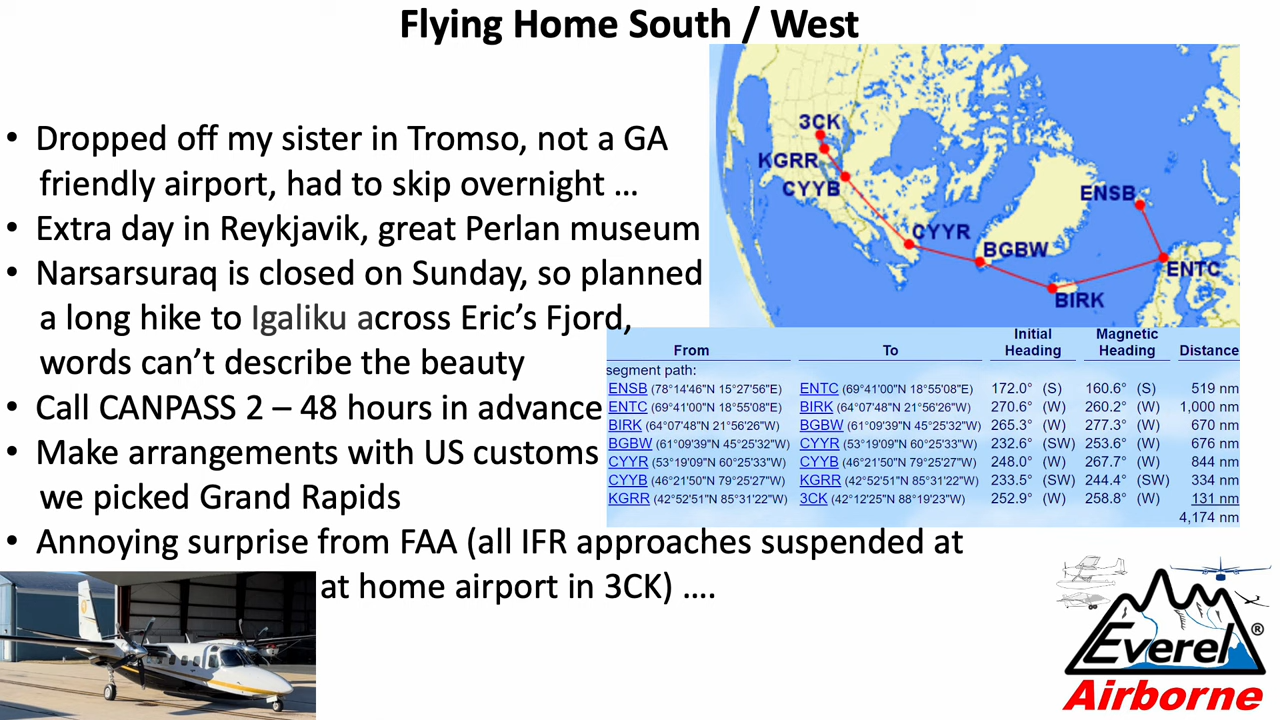 Flying Home South / West
• Dropped off my sister in Tromso, not a GA
friendly airport, had to skip overnight …
• Extra day in Reykjavik, great Perlan museum
• Narsarsuraq is closed on Sunday, so planned
a long hike to Igaliku across Eric’s Fjord,
words can’t describe the beauty
• Call CANPASS 2 – 48 hours in advance
• Make arrangements with US customs
we picked Grand Rapids
• Annoying surprise from FAA (all IFR approaches suspended at
at home airport in 3CK) ….
3CK
KGRR
CYYB
CYYR
BGBW
BIRK
ENSB
ENTC
From To Initial Heading Magnetic Heading Distance
segment path:
ENSB (78°14'46"N 15°27'56"E) ENTC (69°41'00"N 18°55'08"E) 172.0° (S) 160.6° (S) 519 nm
ENTC (69°41'00"N 18°55'08"E) BIRK (64°07'48"N 21°56'26"W) 270.6° (W) 260.2° (W) 1,000 nm
BIRK (64°07'48"N 21°56'26"W) BGBW (61°09'39"N 45°25'32"W) 265.3° (W) 277.3° (W) 670 nm
BGBW (61°09'39"N 45°25'32"W) CYYR (53°19'09"N 60°25'33"W) 232.6° (SW) 253.6° (W) 676 nm
CYYR (53°19'09"N 60°25'33"W) CYYB (46°21'50"N 79°25'27"W) 248.0° (W) 267.7° (W) 844 nm
CYYB (46°21'50"N 79°25'27"W) KGRR (42°52'51"N 85°31'22"W) 233.5° (SW) 244.4° (SW) 334 nm
KGRR (42°52'51"N 85°31'22"W) 3CK (42°12'25"N 88°19'23"W) 252.9° (W) 258.8° (W) 131 nm
4,174 nm
Everel®
Airborne